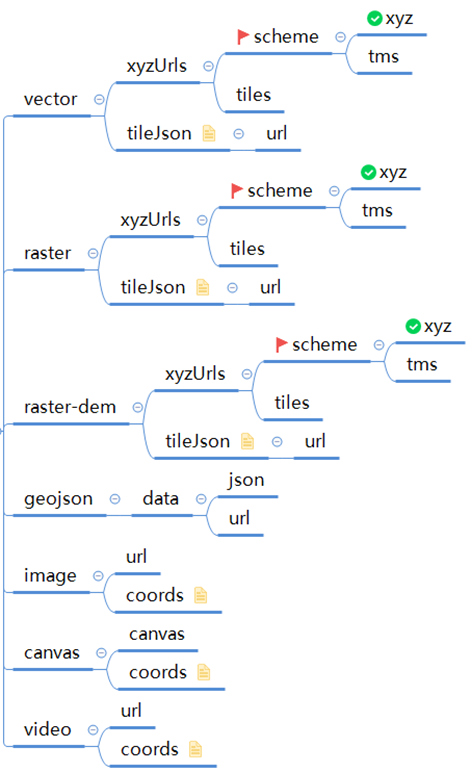 vector
xyzUrls
scheme
xyz
tms
tiles
tileJson
url
raster
xyzUrls
scheme
xyz
tms
tiles
tileJson
url
raster-dem
xyzUrls
scheme
xyz
tms
tiles
tileJson
url
geojson
data
json
url
image
url
coords
canvas
canvas
coords
video
url
coords